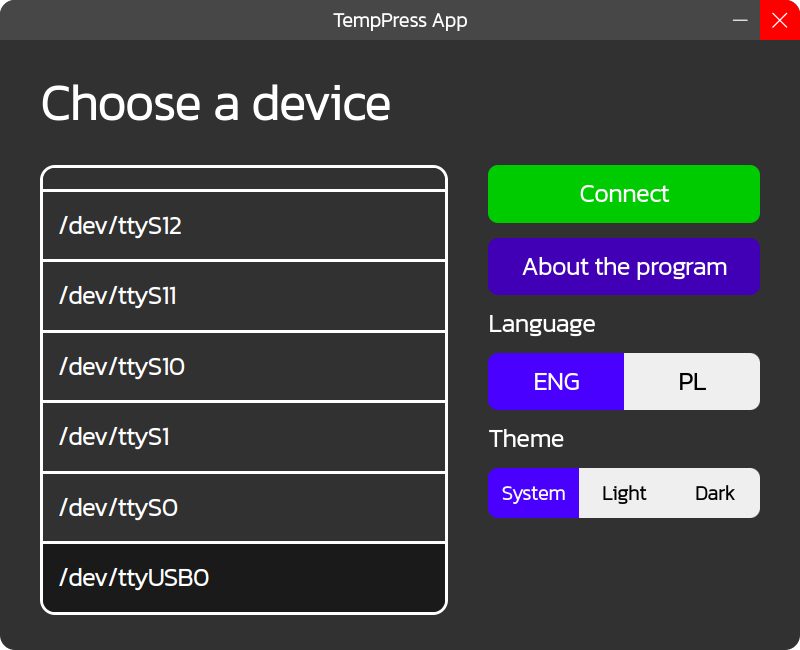 TempPress App
Choose a device
/dev/ttyS12
/dev/ttyS11
/dev/ttyS10
/dev/ttyS1
/dev/ttyS0
/dev/ttyUSB0
Connect
About the program
Language
ENG PL
Theme
System Light Dark